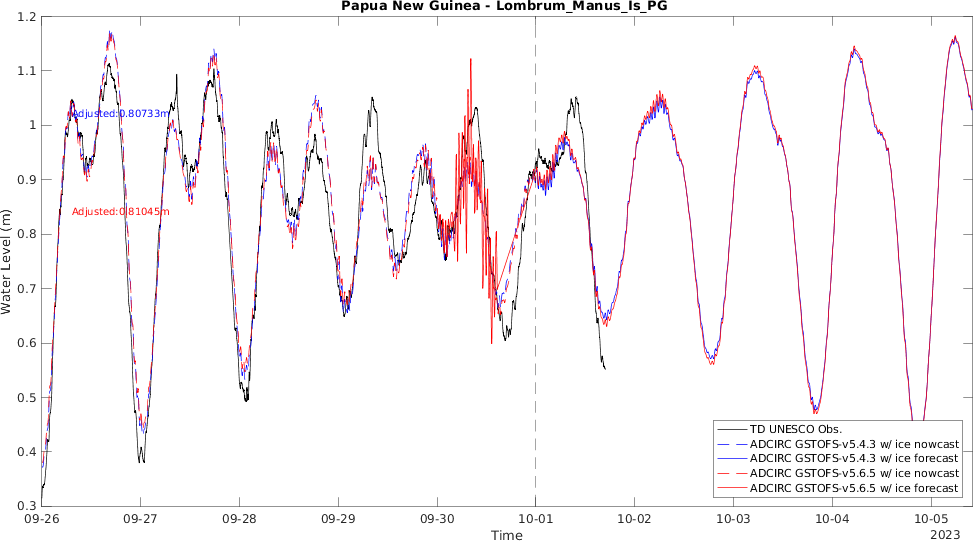 Papua New Guinea - Lombrum_Manus_Is_PG
Water Level (m)
1.2
1.1
1
0.9
0.8
0.7
0.6
0.5
0.4
0.3
Adjusted:0.80733m
Adjusted:0.81045m
TD UNESCO Obs.
ADCIRC GSTOFS-v5.4.3 w/ ice nowcast
ADCIRC GSTOFS-v5.4.3 w/ ice forecast
ADCIRC GSTOFS-v5.6.5 w/ ice nowcast
ADCIRC GSTOFS-v5.6.5 w/ ice forecast
09-26 09-27 09-28 09-29 09-30 10-01 10-02 10-03 10-04 10-05
2023
Time